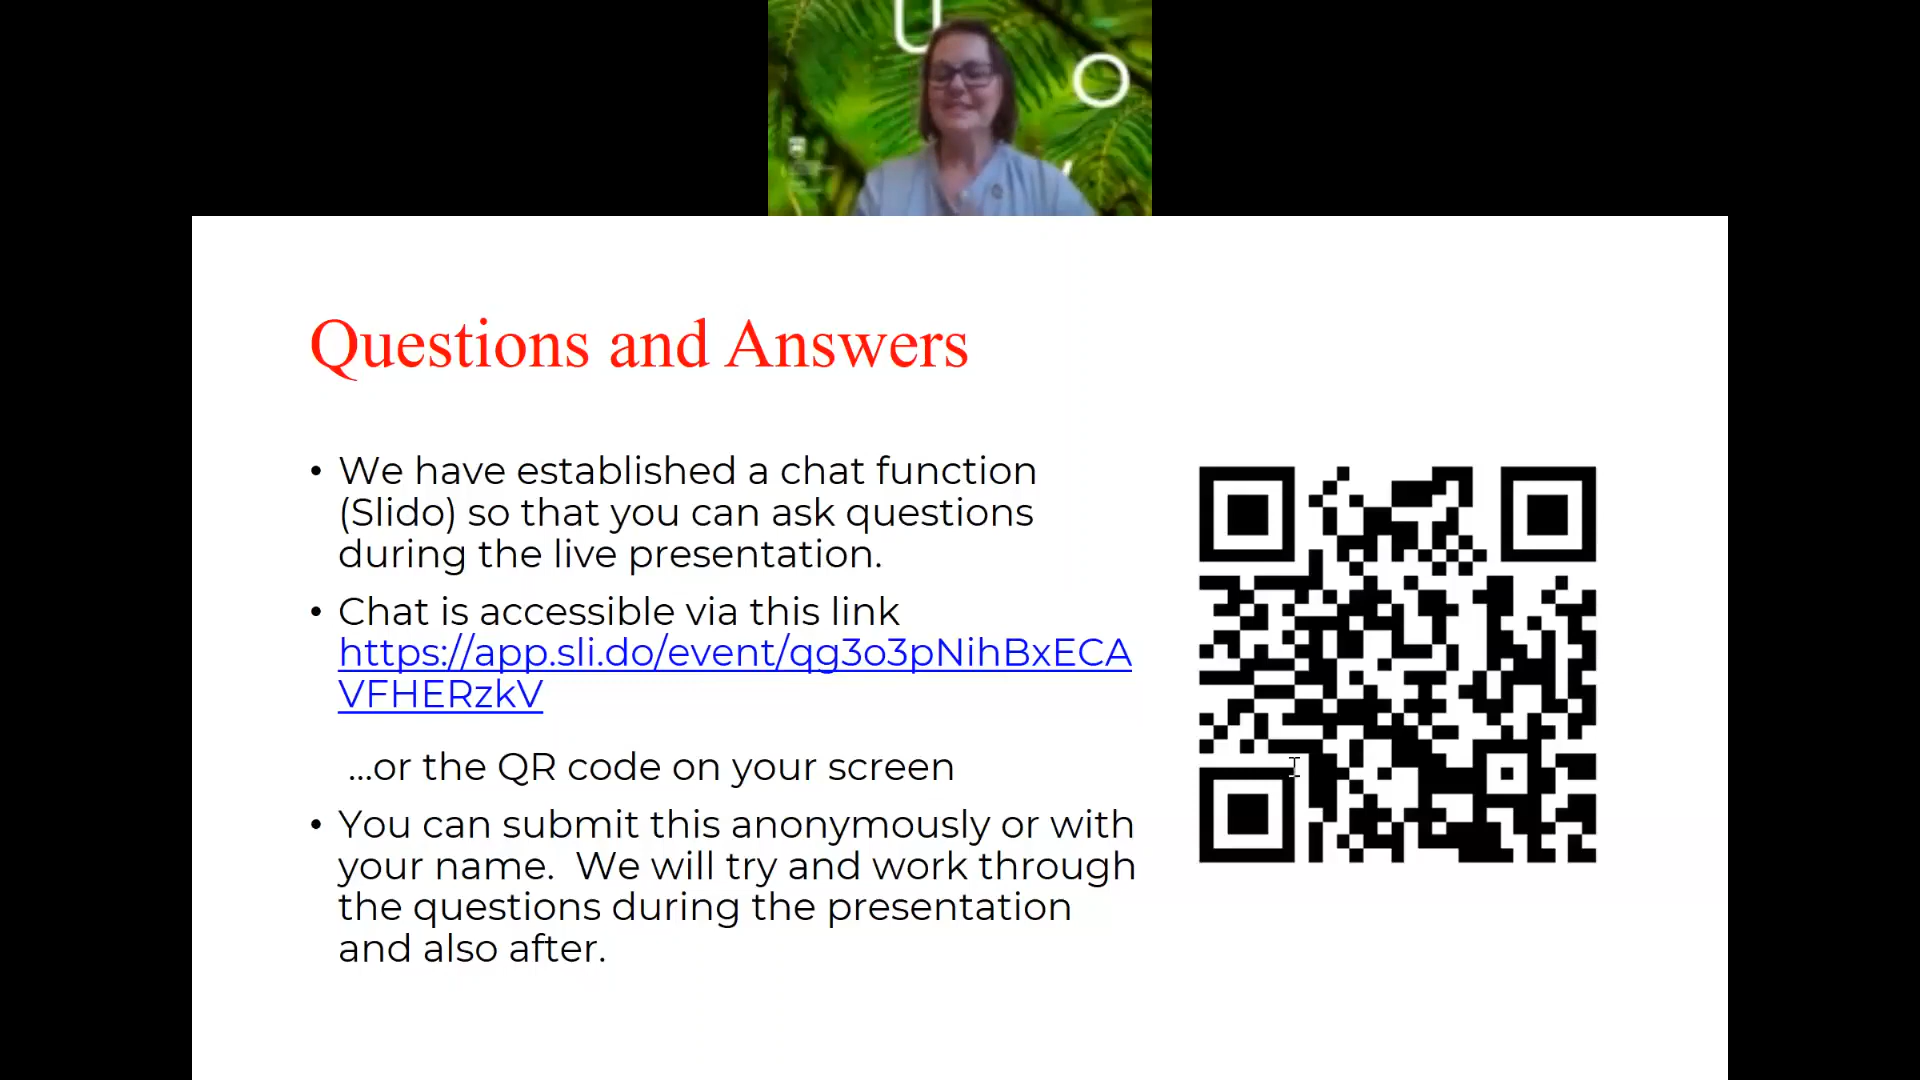 U
O
Questions and Answers
• We have established a chat function
(Slido) so that you can ask questions
during the live presentation.
• Chat is accessible via this link
https://app.sli.do/event/qg3o3pNihBxECA
VFHERzkV
...or the QR code on your screen
• You can submit this anonymously or with
your name.  We will try and work through
the questions during the presentation
and also after.